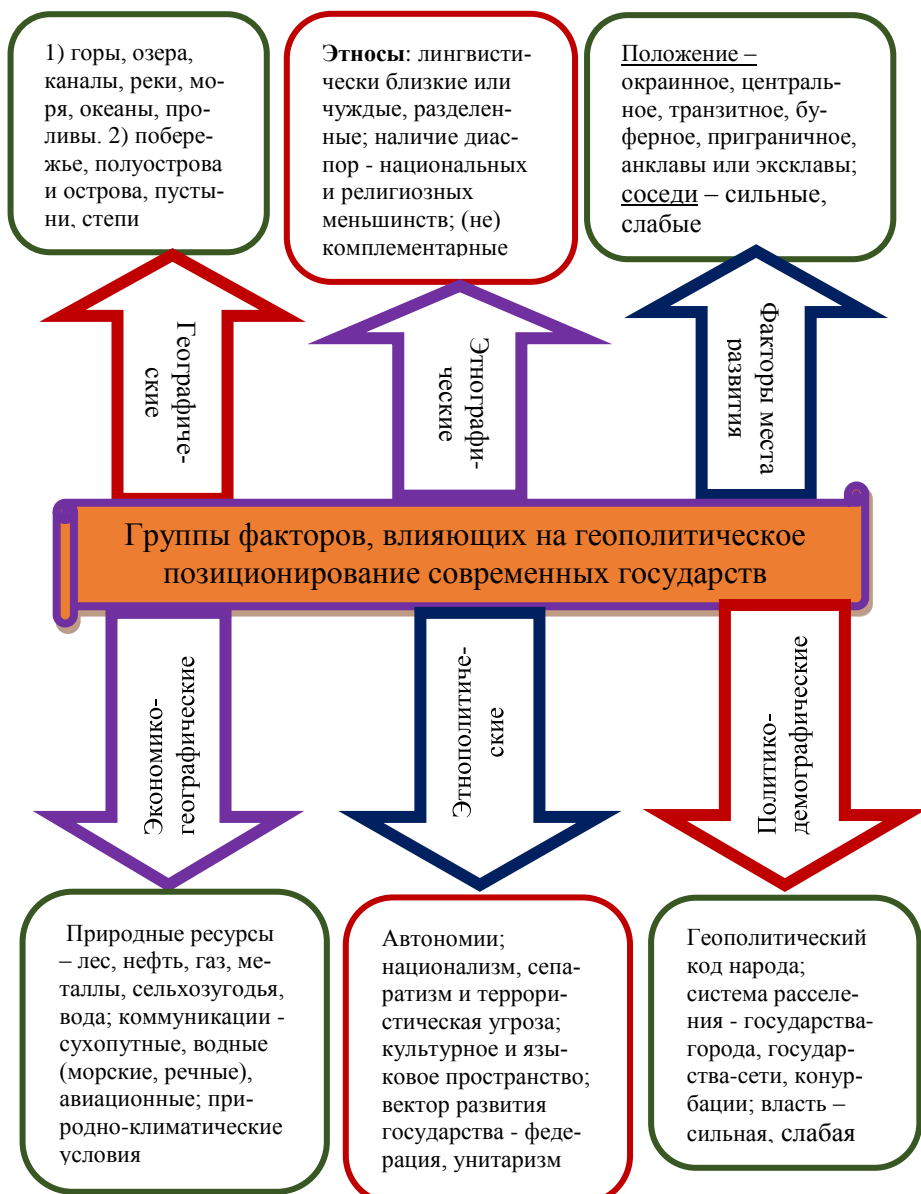 1) горы, озера,
каналы, реки, мо-
ря, океаны, про-
ливы. 2) побере-
жье, полуострова
и острова, пусты-
ни, степи
Этносы: лингвисти-
чески близкие или
чуждые, разделен-
ные; наличие диас-
пор - национальных
и религиозных
меньшинств; (не)
комплементарные
Положение –
окраинное, централь-
ное, транзитное, бу-
ферное, приграничное,
анклавы или эксклавы;
соседи – сильные,
слабые
Географиче-
ские
Этнографи-
ческие
Факторы места
развития
Группы факторов, влияющих на геополитическое
позиционирование современных государств
Экономико-
географические
Этнополитиче-
ские
Политико-
демографические
Природные ресурсы
– лес, нефть, газ, ме-
таллы, сельхозугодья,
вода; коммуникации -
сухопутные, водные
(морские, речные),
авиационные; при-
родно-климатические
условия
Автономии;
национализм, сепа-
ратизм и террори-
стическая угроза;
культурное и язы-
ковое пространство;
вектор развития
государства - феде-
рация, унитаризм
Геополитический
код народа;
система расселе-
ния - государства-
города, государ-
ства-сети, конур-
бации; власть –
сильная, слабая